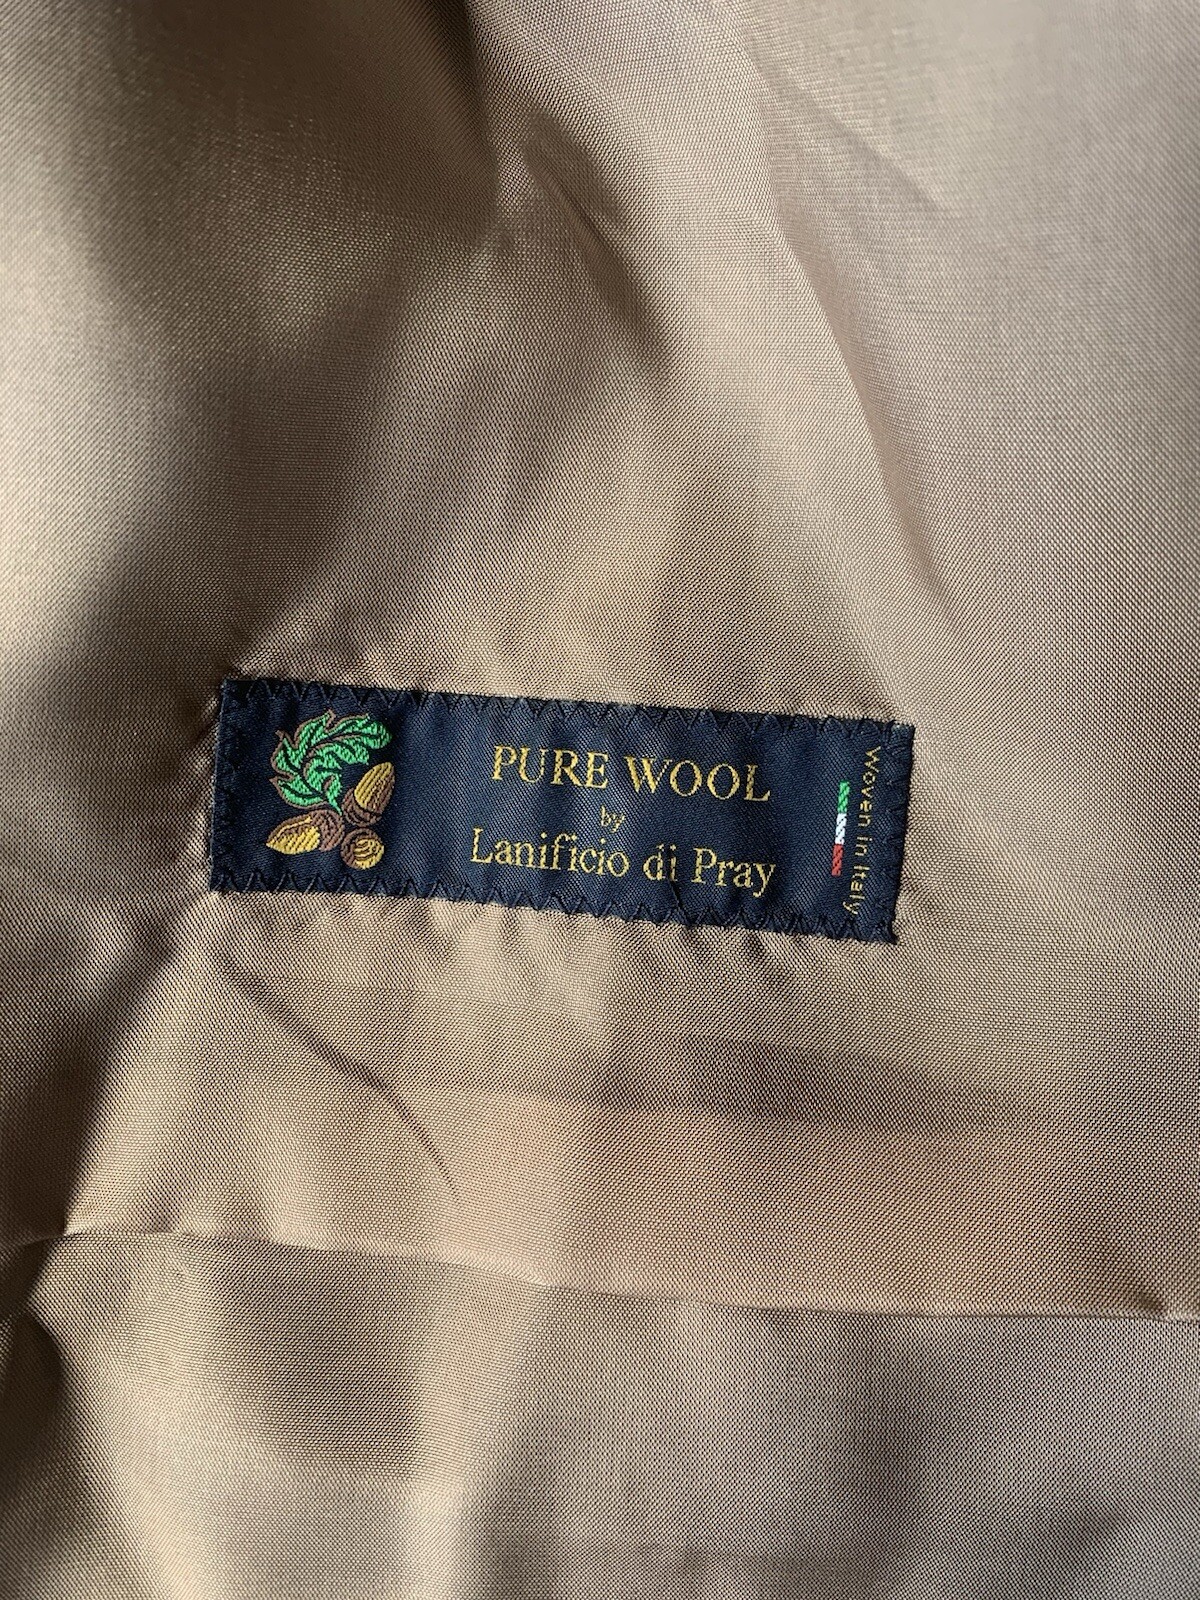 PURE WOOL
by
Lanificio di Pray
Woven in Italy